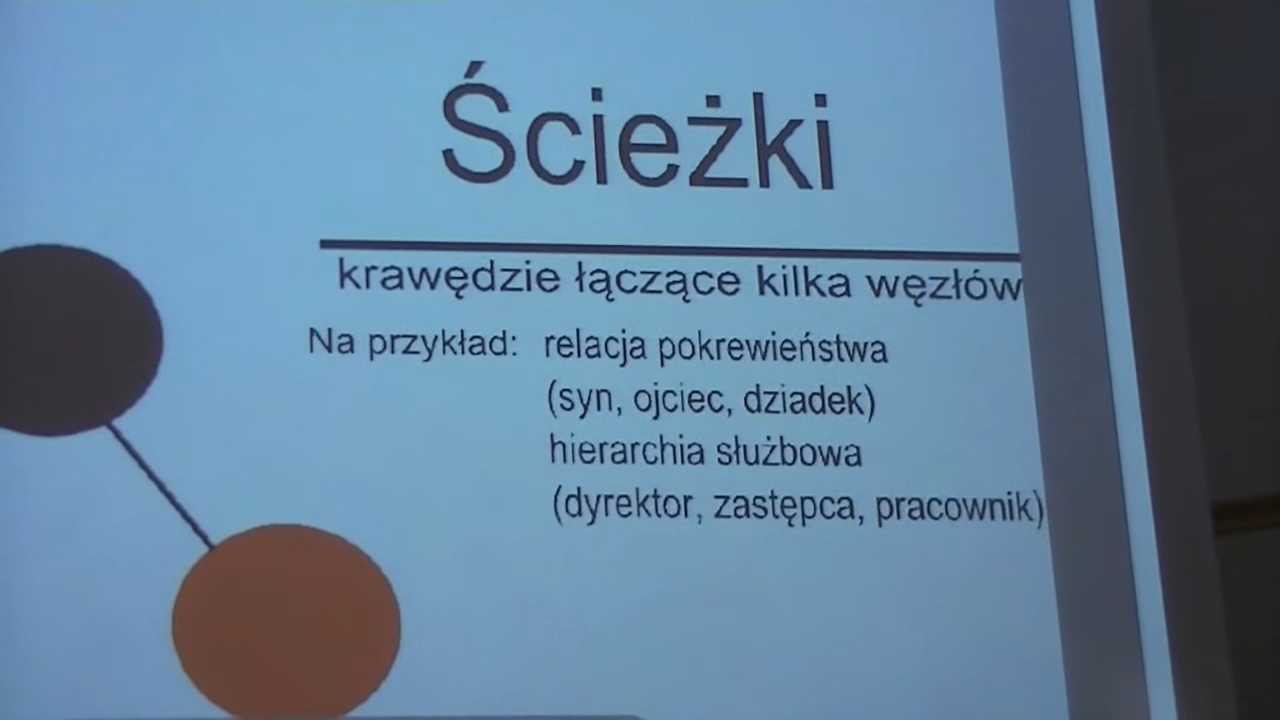 Ścieżki
krawędzie łączące kilka węzłów
Na przykład: relacja pokrewieństwa
(syn, ojciec, dziadek)
hierarchia służbowa
(dyrektor, zastępca, pracownik)